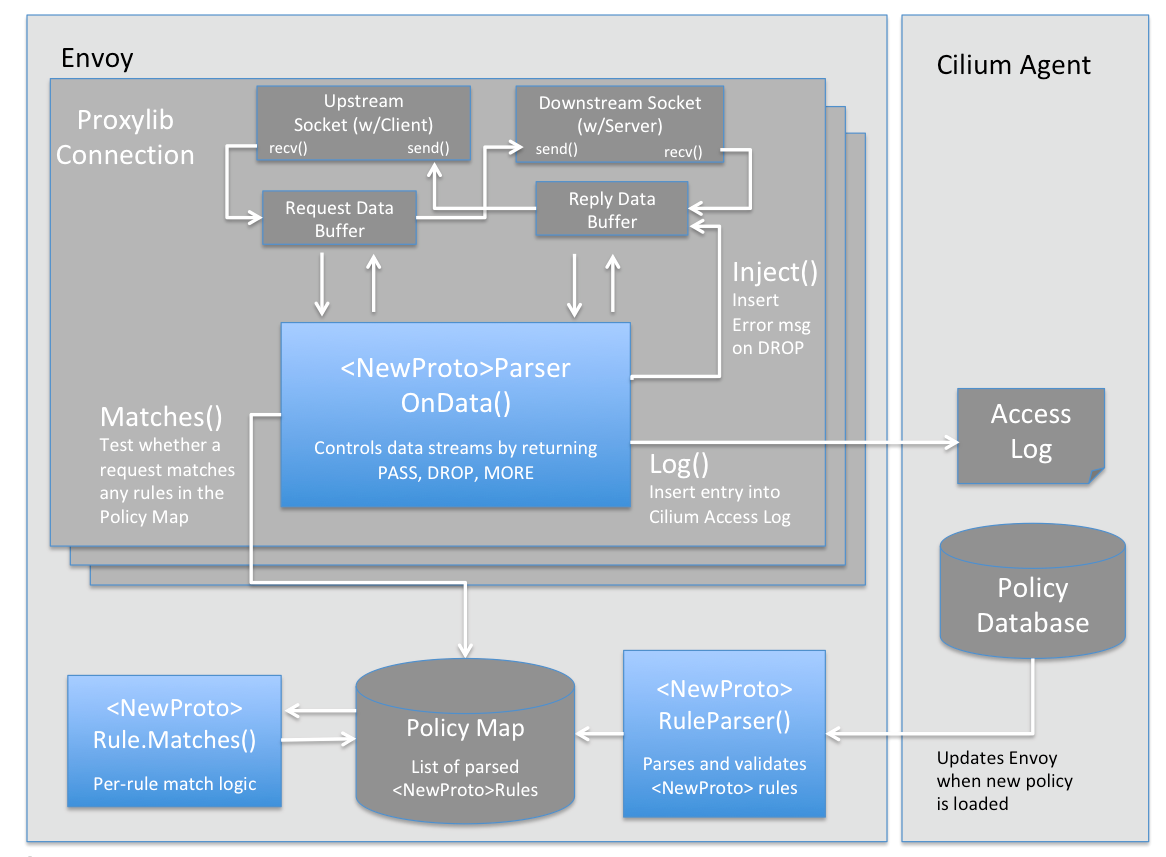 Envoy
Proxylib
Connection
Upstream
Socket (w/Client)
recv()
send()
Downstream Socket
(w/Server)
send()
recv()
Request Data
Buffer
Reply Data
Buffer
Inject()
Insert
Error msg
on DROP
<NewProto>Parser
OnData()
Controls data streams by returning
PASS, DROP, MORE
Matches()
Test whether a
request matches
any rules in the
Policy Map
Log()
Insert entry into
Cilium Access Log
<NewProto>
Rule.Matches()
Per-rule match logic
Policy Map
List of parsed
<NewProto>Rules
<NewProto>
RuleParser()
Parses and validates
<NewProto> rules
Cilium Agent
Access
Log
Policy
Database
Updates Envoy
when new policy
is loaded